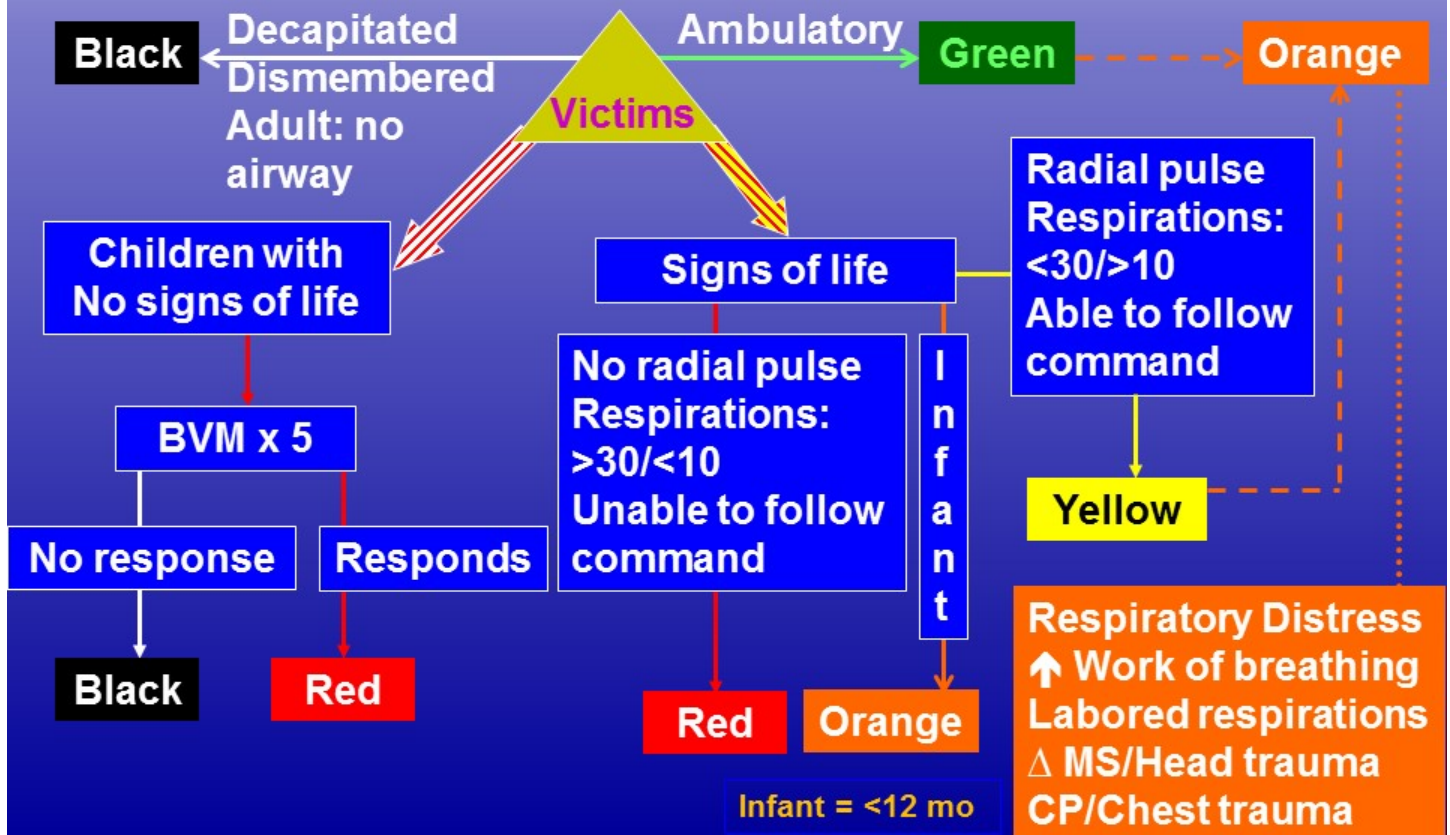 Black
Decapitated
Dismembered
Adult: no
airway
Victims
Ambulatory
Green
Orange
Children with
No signs of life
BVM x 5
No response
Responds
Black
Red
Signs of life
No radial pulse
Respirations:
>30/<10
Unable to follow
command
Red
I
n
f
a
n
t
Orange
Radial pulse
Respirations:
<30/>10
Able to follow
command
Yellow
Respiratory Distress
↑ Work of breathing
Labored respirations
Δ MS/Head trauma
CP/Chest trauma
Infant = <12 mo